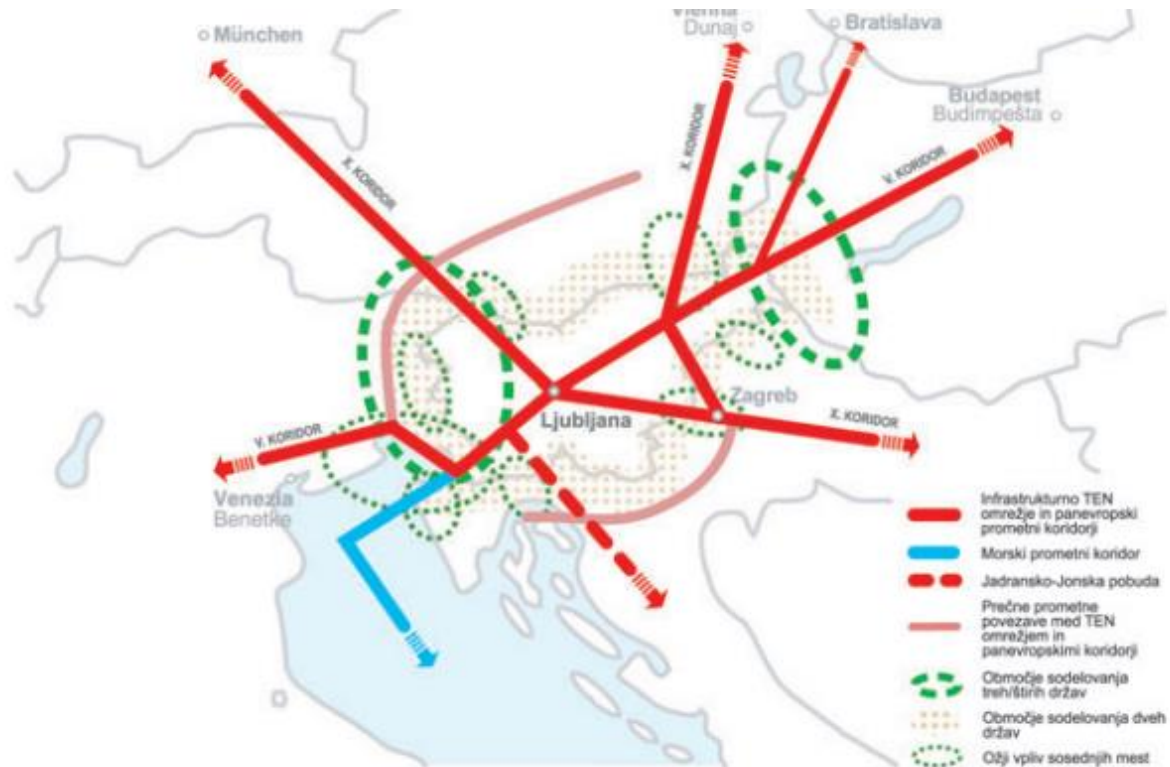 München
Vienna
Dunaj
Bratislava
Budapest
Budimpešta
X. KORIDOR
X. KORIDOR
V. KORIDOR
Ljubljana
Zagreb
X. KORIDOR
V. KORIDOR
Venezia
Benetke
Infrastrukturno TEN
omrežje in panevropski
prometni koridorji
Morski prometni koridor
Jadransko-Jonska pobuda
Prečne prometne
povezave med TEN
omrežjem in
panevropskimi koridorji
Območje sodelovanja
treh/štirih držav
Območje sodelovanja dveh
držav
Ožji vpliv sosednjih mest